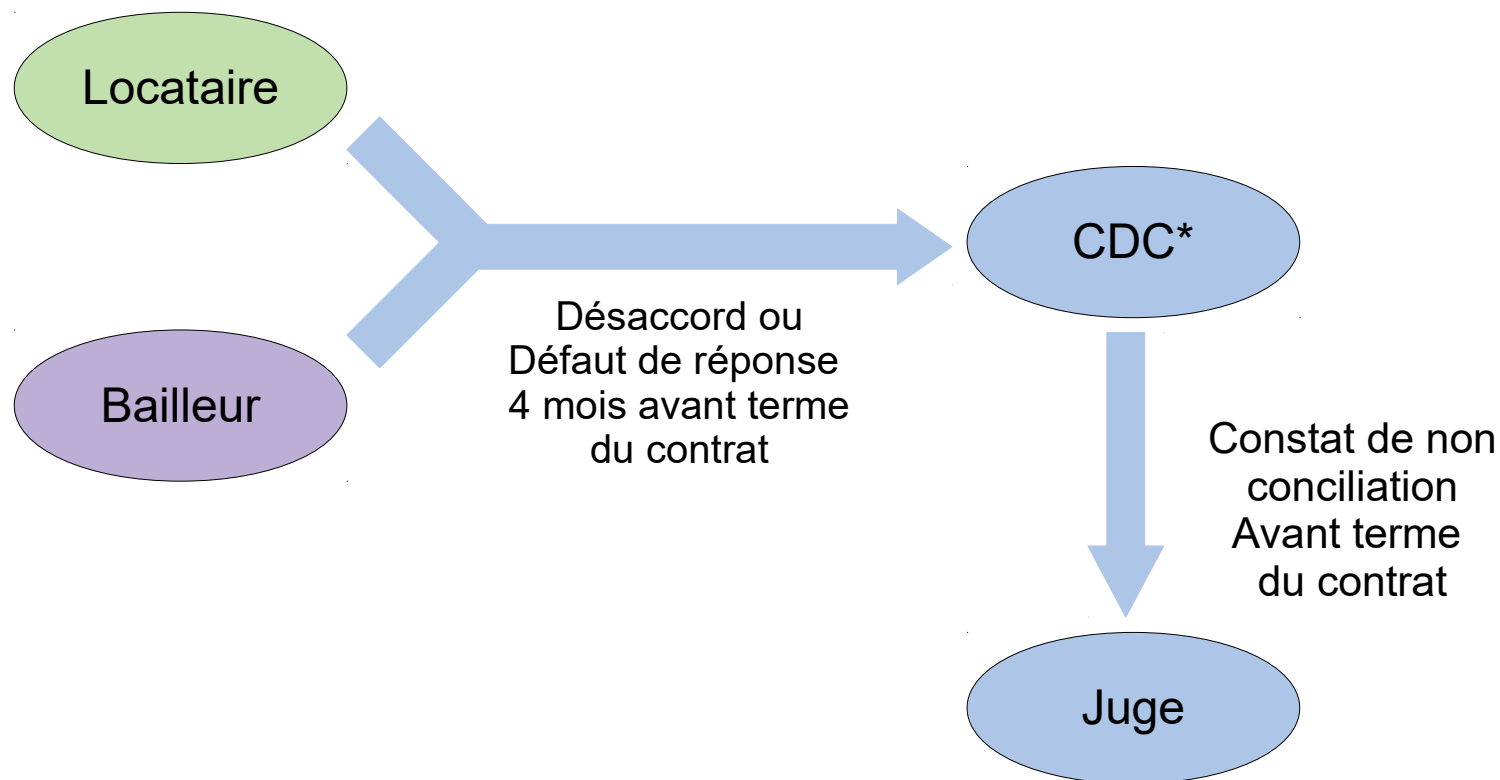 Locataire
CDC*
Désaccord ou
Défaut de réponse
4 mois avant terme
du contrat
Bailleur
Constat de non
conciliation
Avant terme
du contrat
Juge